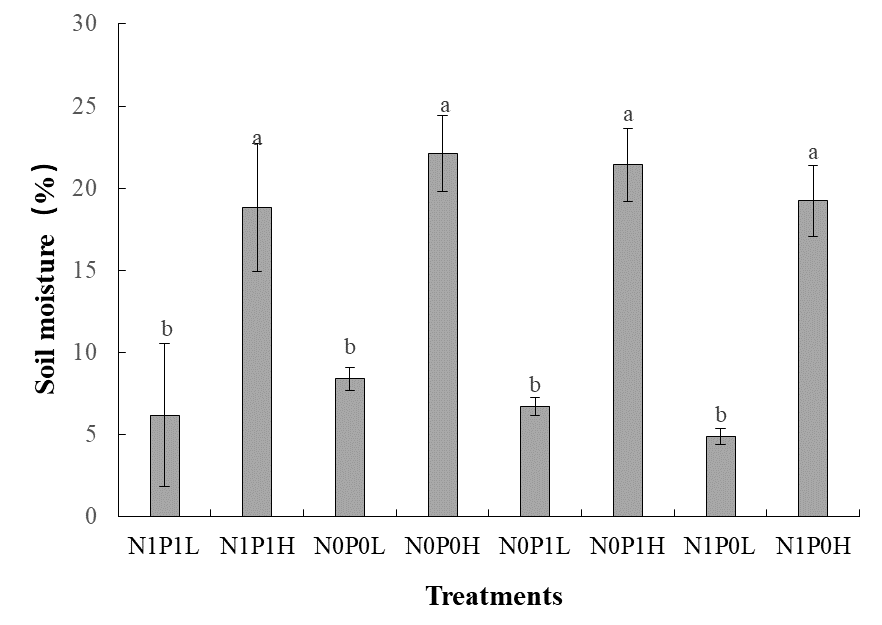 30
25
20
15
10
5
0
Soil moisture (%)
b
a
b
a
b
a
b
a
N1P1L N1P1H N0P0L N0P0H N0P1L N0P1H N1P0L N1P0H
Treatments